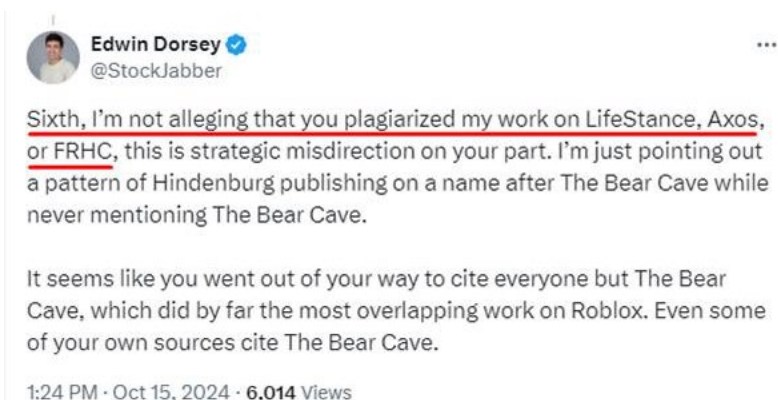 Edwin Dorsey
@StockJabber
Sixth, I'm not alleging that you plagiarized my work on LifeStance, Axos,
or FRHC, this is strategic misdirection on your part. I'm just pointing out
a pattern of Hindenburg publishing on a name after The Bear Cave while
never mentioning The Bear Cave.
It seems like you went out of your way to cite everyone but The Bear
Cave, which did by far the most overlapping work on Roblox. Even some
of your own sources cite The Bear Cave.
1:24 PM · Oct 15, 2024 · 6,014 Views